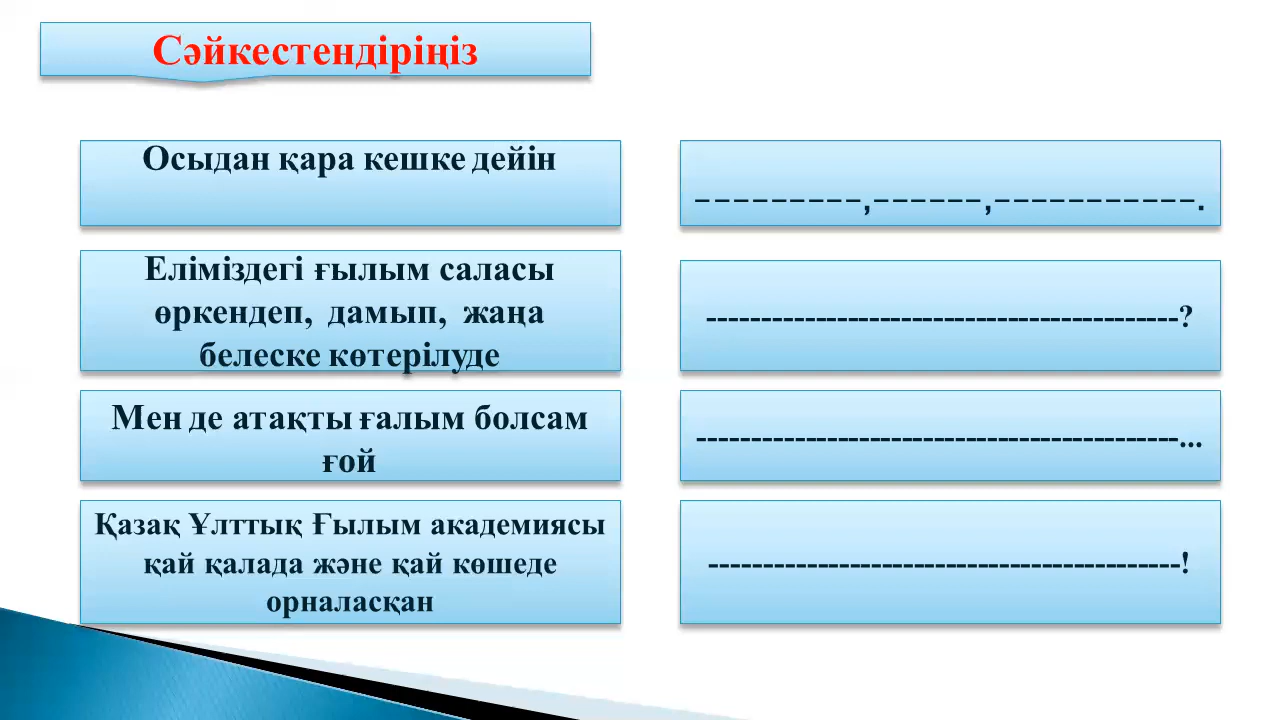 Сәйкестендіріңіз
Осыдан қара кешке дейін
---------,------,-----------.
Еліміздегі ғылым саласы
өркендеп, дамып, жаңа
белеске көтерілуде
--------------------------------------------?
Мен де атақты ғалым болсам
ғой
---------------------------------------------...
Қазақ Ұлттық Ғылым академиясы
қай қалада және қай көшеде
орналасқан
--------------------------------------------!